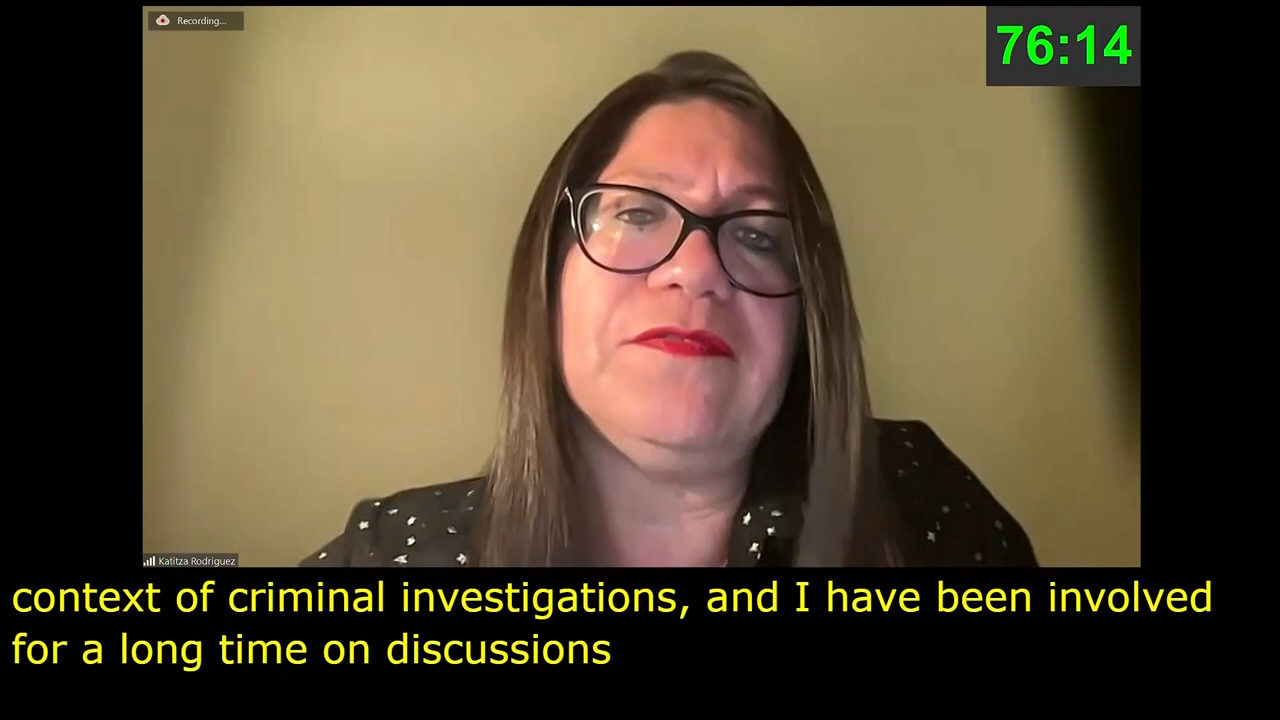 Recording...
76:14
Katitza Rodriguez
context of criminal investigations, and I have been involved
for a long time on discussions